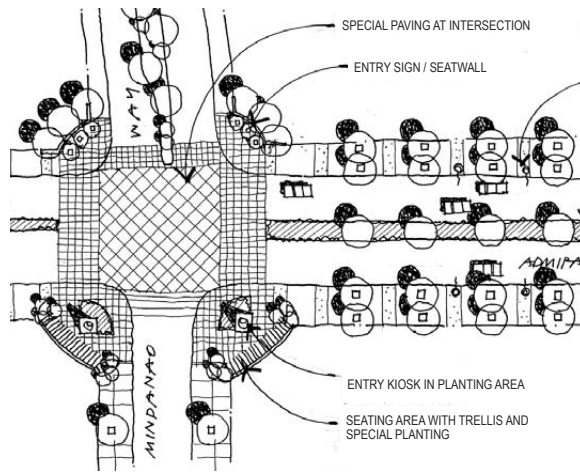 SPECIAL PAVING AT INTERSECTION
ENTRY SIGN / SEATWALL
WAY
ADMIRA
ENTRY KIOSK IN PLANTING AREA
SEATING AREA WITH TRELLIS AND
SPECIAL PLANTING
MINDANAO